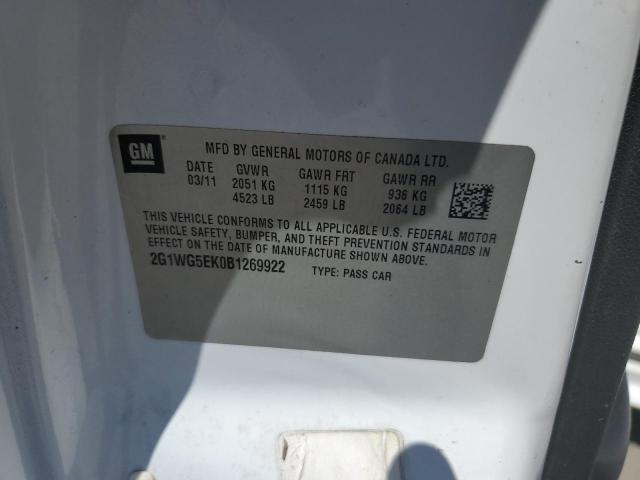 GM
MFD BY GENERAL MOTORS OF CANADA LTD.
DATE GVWR GAWR FRT GAWR RR
03/11 2051 KG 1115 KG 936 KG
4523 LB 2459 LB 2064 LB
THIS VEHICLE CONFORMS TO ALL APPLICABLE U.S. FEDERAL MOTOR
VEHICLE SAFETY, BUMPER, AND THEFT PREVENTION STANDARDS IN
EFFECT ON THE DATE OF MANUFACTURE SHOWN ABOVE.
2G1WG5EK0B1269922 TYPE: PASS CAR